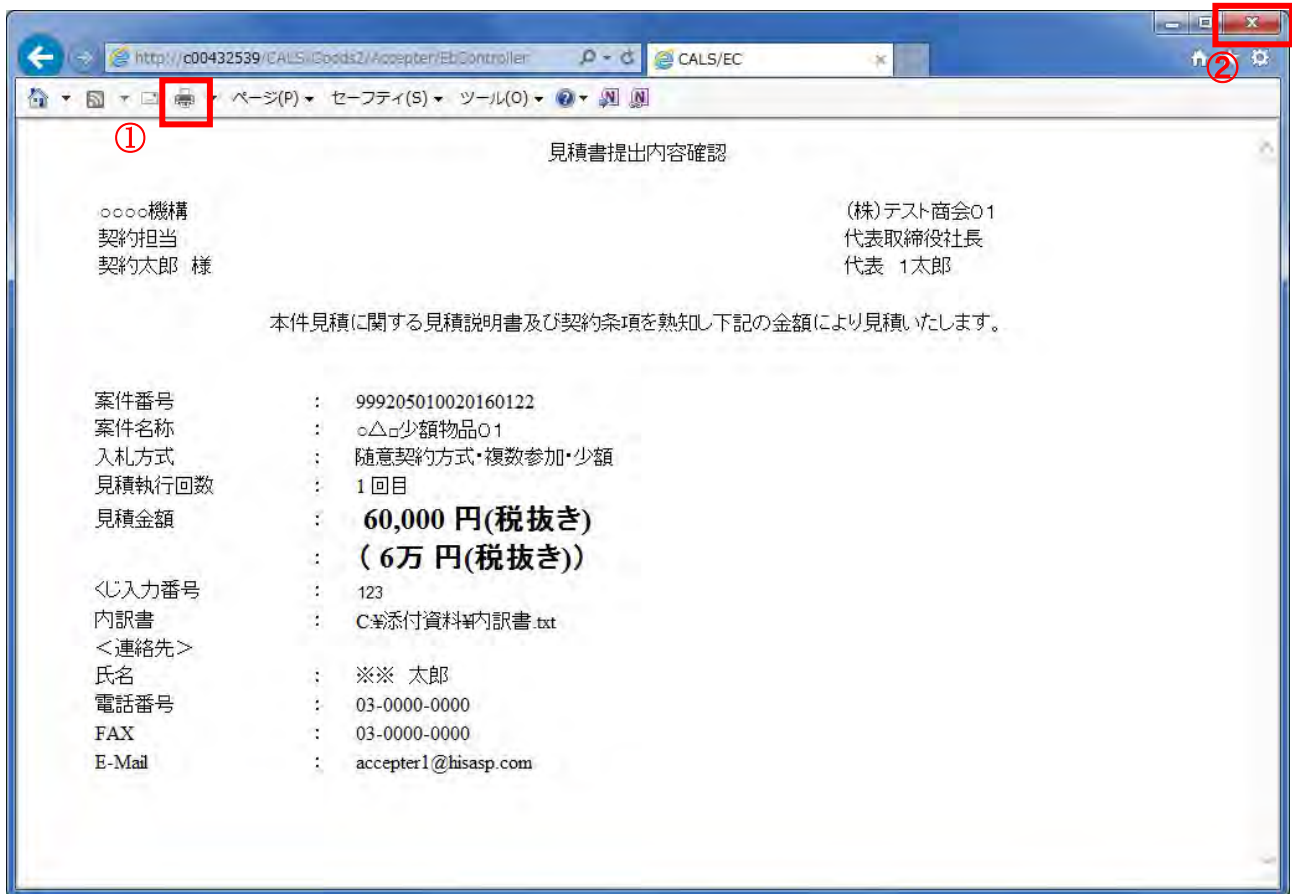 ②
http://c00432539/CALS/Goods2/Accepter/EbController
CALS/EC
ページ(P) セーフティ(S) ツール(O)
①
見積書提出内容確認
○○○○機構 (株)テスト商会01
契約担当 代表取締役社長
契約太郎 様 代表 1太郎
本件見積に関する見積説明書及び契約条項を熟知し下記の金額により見積いたします。
案件番号 : 999205010020160122
案件名称 : ○△□少額物品01
入札方式 : 随意契約方式・複数参加・少額
見積執行回数 : 1回目
見積金額 : 60,000 円(税抜き)
: ( 6万 円(税抜き))
くじ入力番号 : 123
内訳書 : C:¥添付資料¥内訳書.txt
<連絡先>
氏名 : ※※ 太郎
電話番号 : 03-0000-0000
FAX : 03-0000-0000
E-Mail : accepter1@hisasp.com